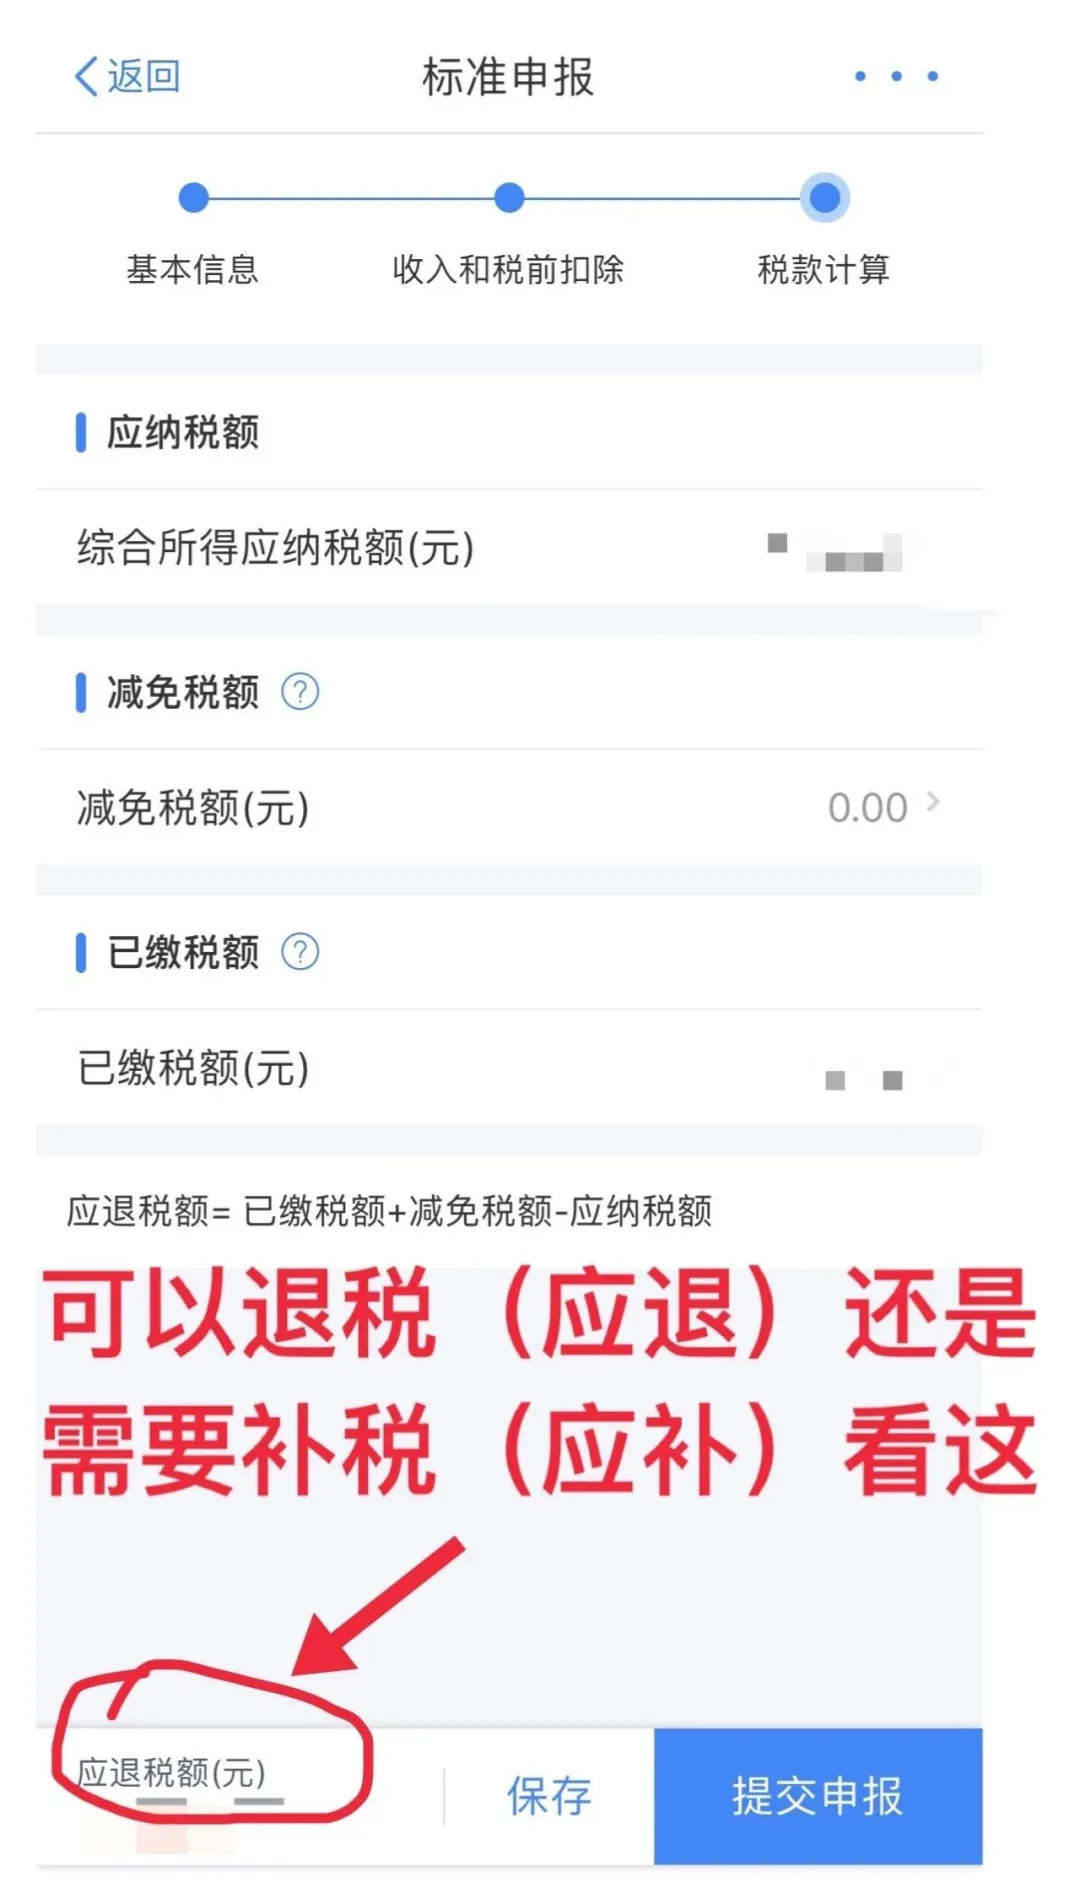 返回 标准申报
基本信息 收入和税前扣除 税款计算
应纳税额
综合所得应纳税额(元)
减免税额 ?
减免税额(元) 0.00
已缴税额 ?
已缴税额(元)
应退税额= 已缴税额+减免税额-应纳税额
可以退税（应退）还是
需要补税（应补）看这
应退税额(元) 保存 提交申报